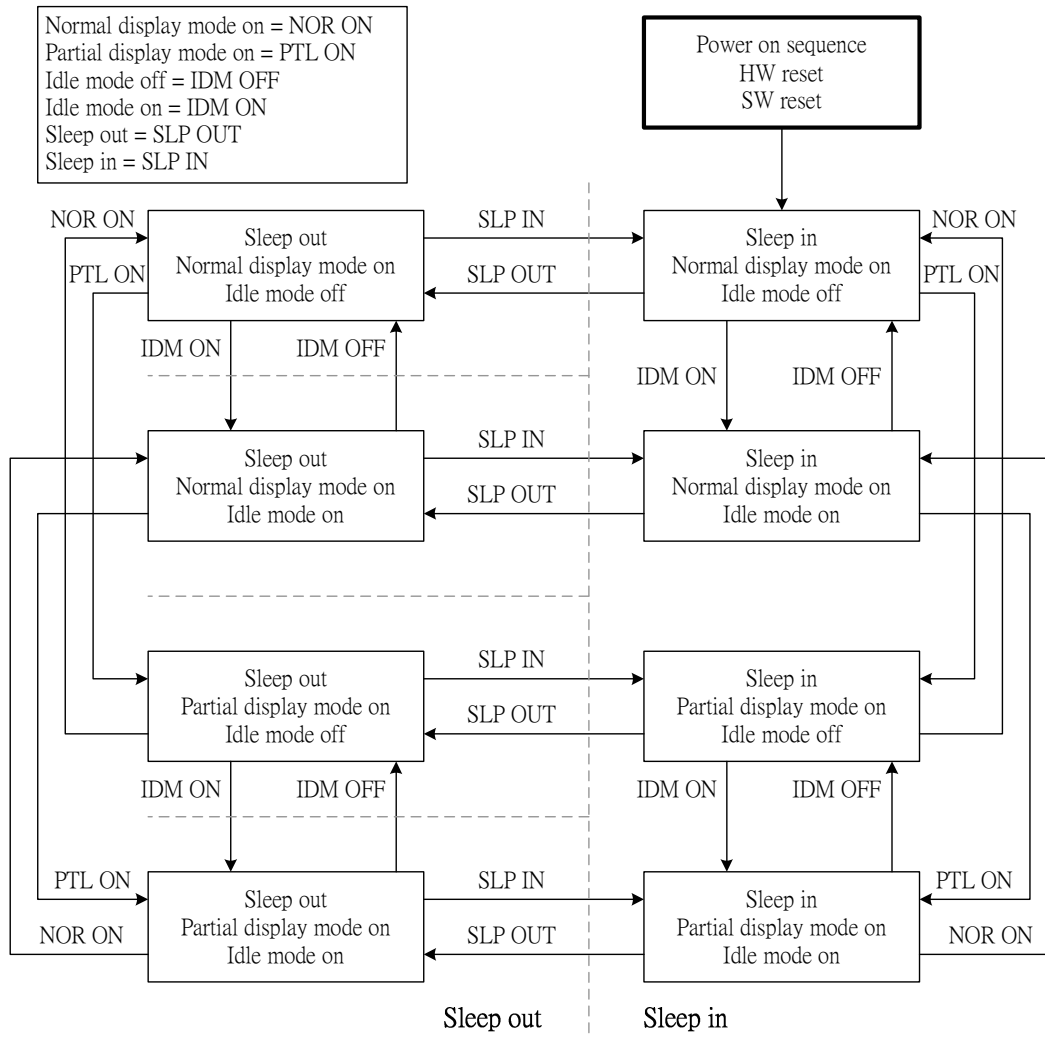 Normal display mode on = NOR ON
Partial display mode on = PTL ON
Idle mode off = IDM OFF
Idle mode on = IDM ON
Sleep out = SLP OUT
Sleep in = SLP IN
Power on sequence
HW reset
SW reset
NOR ON
PTL ON
Sleep out
Normal display mode on
Idle mode off
SLP IN
SLP OUT
Sleep in
Normal display mode on
Idle mode off
NOR ON
PTL ON
IDM ON
IDM OFF
IDM ON
IDM OFF
Sleep out
Normal display mode on
Idle mode on
SLP IN
SLP OUT
Sleep in
Normal display mode on
Idle mode on
Sleep out
Partial display mode on
Idle mode off
SLP IN
SLP OUT
Sleep in
Partial display mode on
Idle mode off
IDM ON
IDM OFF
IDM ON
IDM OFF
PTL ON
NOR ON
Sleep out
Partial display mode on
Idle mode on
SLP IN
SLP OUT
Sleep in
Partial display mode on
Idle mode on
PTL ON
NOR ON
Sleep out
Sleep in